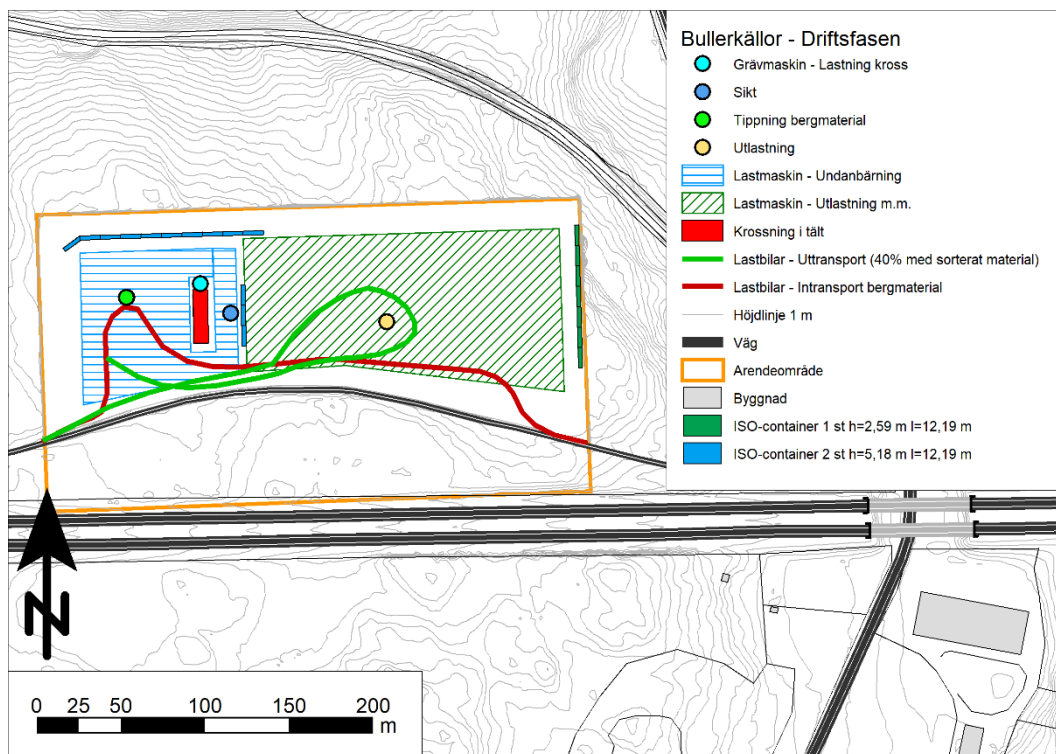 Bullerkällor - Driftsfasen
Grävmaskin - Lastning kross
Sikt
Tippning bergmaterial
Utlastning
Lastmaskin - Undanbärning
Lastmaskin - Utlastning m.m.
Krossning i tält
Lastbilar - Uttransport (40% med sorterat material)
Lastbilar - Intransport bergmaterial
Höjdlinje 1 m
Väg
Arendeområde
Byggnad
ISO-container 1 st h=2,59 m l=12,19 m
ISO-container 2 st h=5,18 m l=12,19 m
N
0 25 50 100 150 200
m